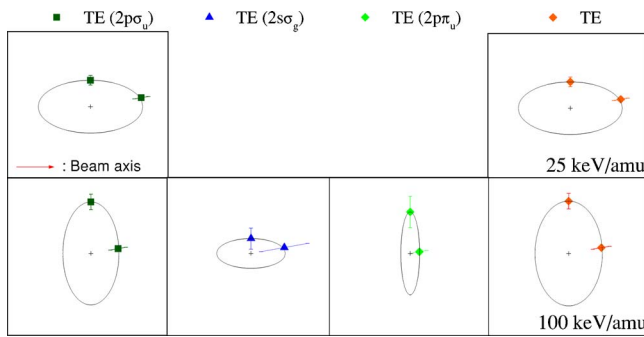 TE (2pσu) TE (2sσg) TE (2pπu) TE
: Beam axis 25 keV/amu
100 keV/amu